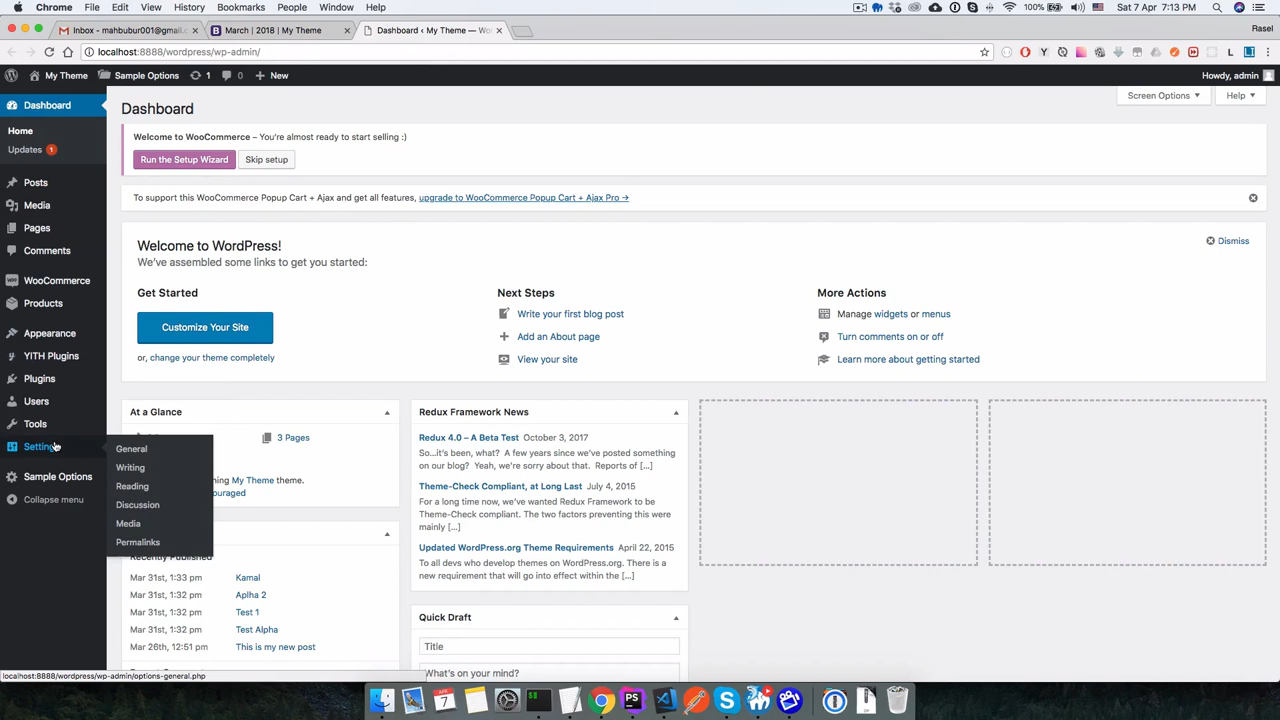 Chrome File Edit View History Bookmarks People Window Help
100% Sat 7 Apr 7:13 PM
Inbox - mahbubur001@gmail.c
March | 2018 | My Theme
Dashboard ‹ My Theme — Wo
Rasel
localhost:8888/wordpress/wp-admin/
My Theme Sample Options 1 0 New
Howdy, admin
Dashboard
Home
Updates 1
Posts
Media
Pages
Comments
WooCommerce
Products
Appearance
YITH Plugins
Plugins
Users
Tools
Settings
Sample Options
Collapse menu
General
Writing
Reading
Discussion
Media
Permalinks
Dashboard
Screen Options
Help
Welcome to WooCommerce – You're almost ready to start selling :)
Run the Setup Wizard
Skip setup
To support this WooCommerce Popup Cart + Ajax and get all features, upgrade to WooCommerce Popup Cart + Ajax Pro →
Welcome to WordPress!
We've assembled some links to get you started:
Dismiss
Get Started
Customize Your Site
or, change your theme completely
Next Steps
Write your first blog post
Add an About page
View your site
More Actions
Manage widgets or menus
Turn comments on or off
Learn more about getting started
At a Glance
3 Pages
ning My Theme theme.
ouraged
Recently Published
Mar 31st, 1:33 pm Kamal
Mar 31st, 1:32 pm Aplha 2
Mar 31st, 1:32 pm Test 1
Mar 31st, 1:32 pm Test Alpha
Mar 26th, 12:51 pm This is my new post
Redux Framework News
Redux 4.0 – A Beta Test October 3, 2017
So…it's been, what? Yeah, it's been almost a year since we've posted something
on our blog? Yeah, we're sorry about that. Reports of [...]
Theme-Check Compliant, at Long Last July 4, 2015
For a long time now, we've wanted Redux Framework to be
Theme-Check compliant. The two factors preventing this were
mainly [...]
Updated WordPress.org Theme Requirements April 22, 2015
To all devs who develop themes on WordPress.org. There is a
new requirement that will go into effect within the [...]
Quick Draft
Title
What's on your mind?
localhost:8888/wordpress/wp-admin/options-general.php